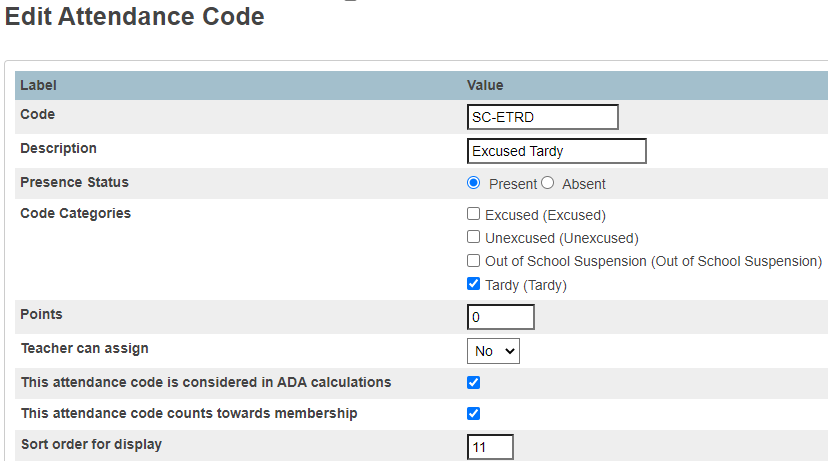 Edit Attendance Code
Label Value
Code SC-ETRD
Description Excused Tardy
Presence Status Present Absent
Code Categories Excused (Excused)
Unexcused (Unexcused)
Out of School Suspension (Out of School Suspension)
Tardy (Tardy)
Points 0
Teacher can assign No
This attendance code is considered in ADA calculations
This attendance code counts towards membership
Sort order for display 11